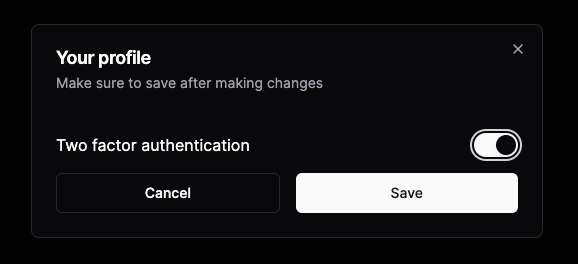 Your profile
Make sure to save after making changes
Two factor authentication
Cancel
Save